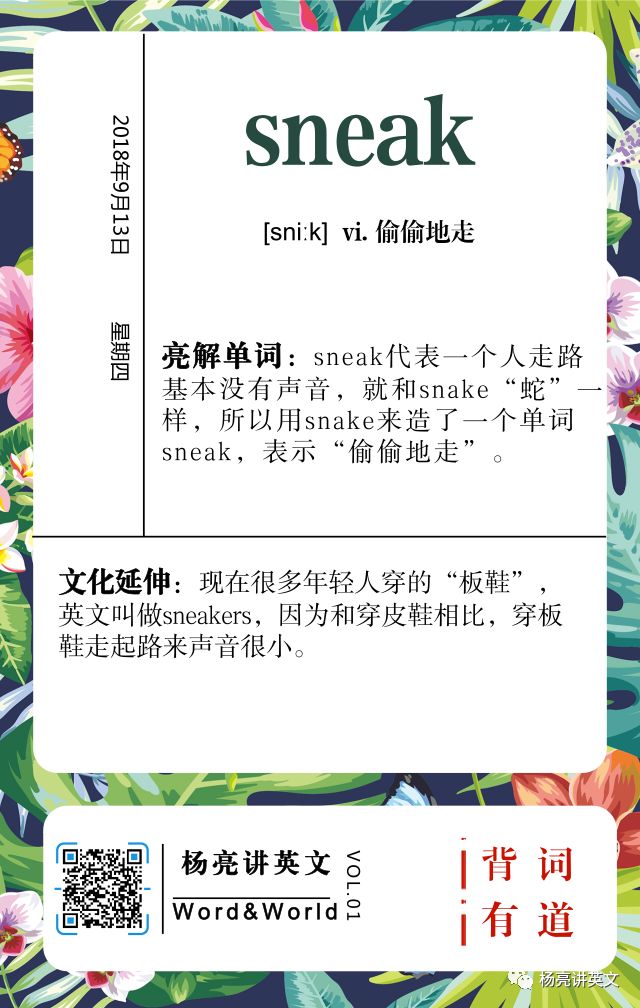 sneak
[sniːk] vi. 偷偷地走
2018年9月13日 星期四
亮解单词：sneak代表一个人走路
基本没有声音，就和snake“蛇”一
样，所以用snake来造了一个单词
sneak，表示“偷偷地走”。
文化延伸：现在很多年轻人穿的“板鞋”，
英文叫做sneakers，因为和穿皮鞋相比，穿板
鞋走起路来声音很小。
杨亮讲英文
Word&World
VOL.01
背词
有道
杨亮讲英文